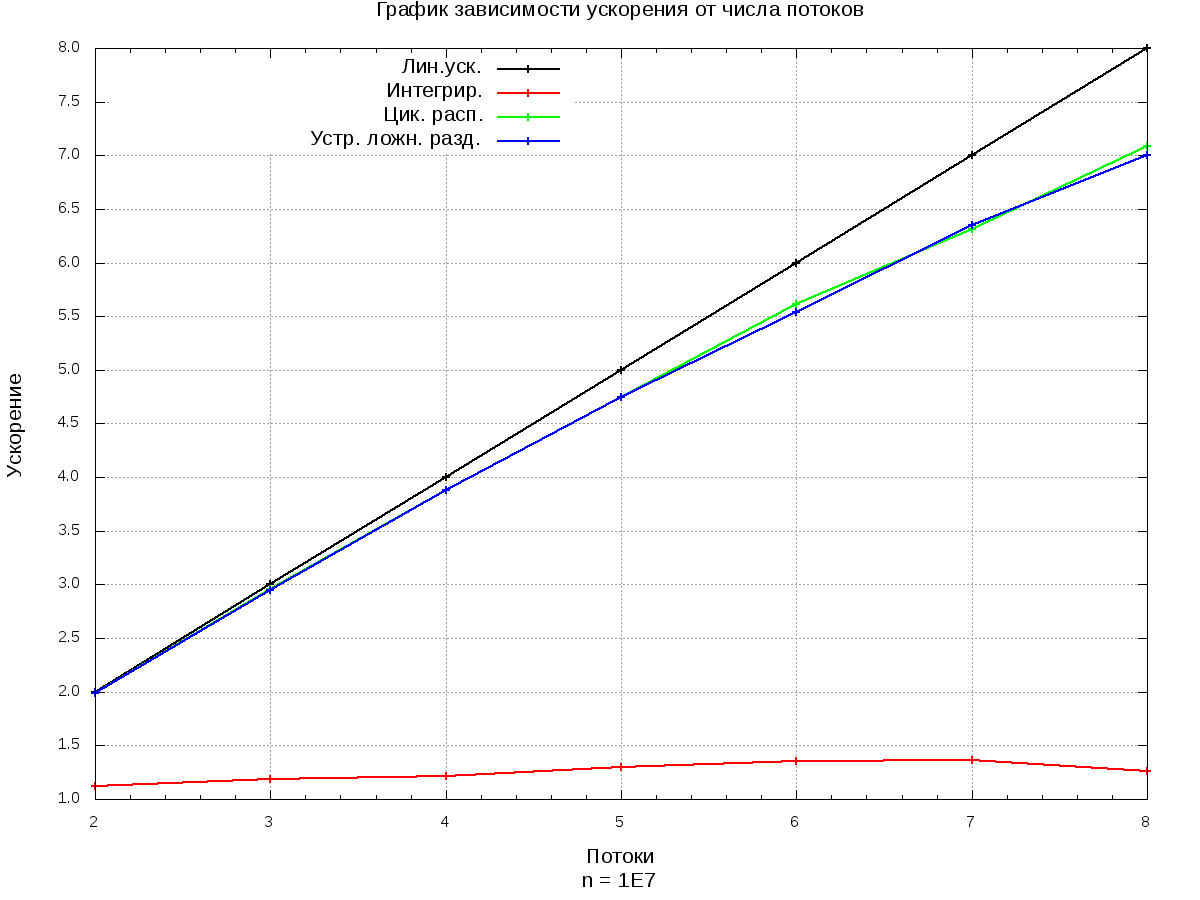 График зависимости ускорения от числа потоков
8.0
7.5
7.0
6.5
6.0
5.5
5.0
4.5
4.0
3.5
3.0
2.5
2.0
1.5
1.0
Ускорение
Лин.уск.
Интегрир.
Цик. расп.
Устр. ложн. разд.
2 3 4 5 6 7 8
Потоки
n = 1E7